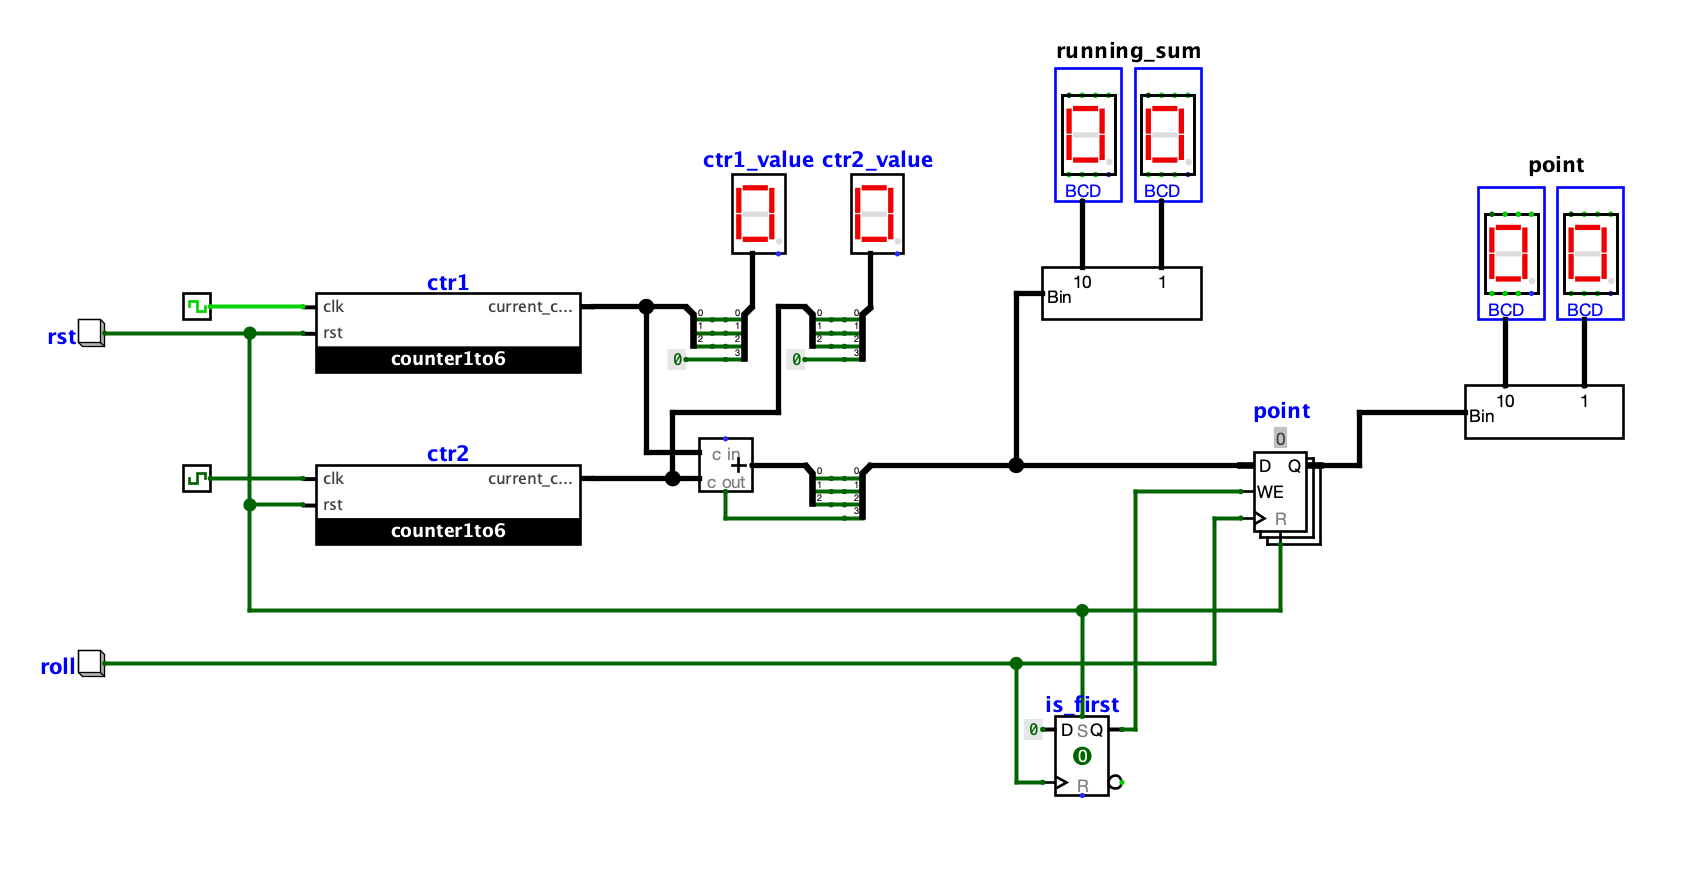 running_sum
BCD BCD
10 1
Bin
point
BCD BCD
10 1
Bin
ctr1_value ctr2_value
ctr1
clk current_c...
rst
counter1to6
rst
0 0
1 1
2 2
3
0
0 0
1 1
2 2
3
0
ctr2
clk current_c...
rst
counter1to6
c in
+
c out
0 0
1 1
2 2
3
point
0
D Q
WE
R
roll
is_first
0
D S Q
0
R